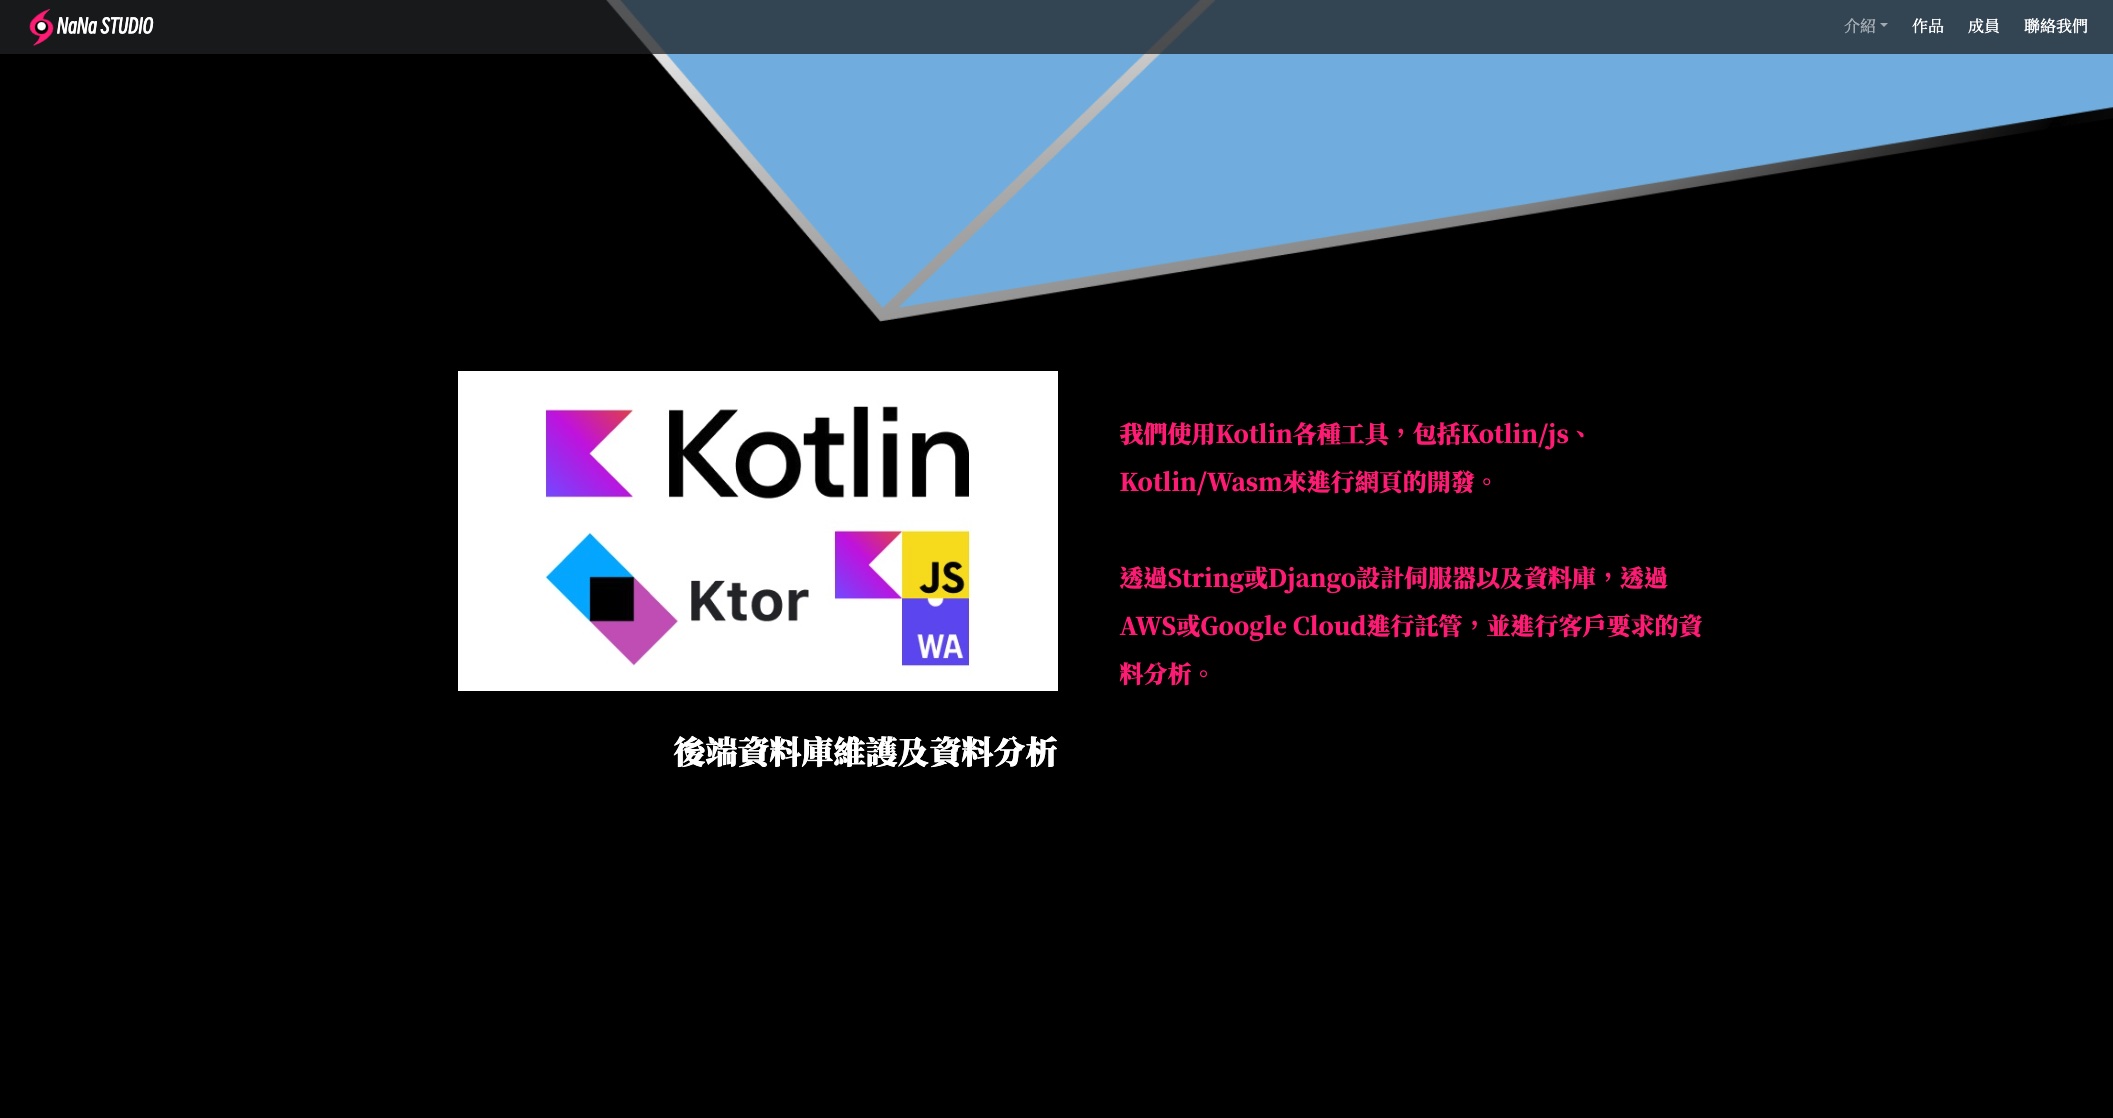 NaNa STUDIO
介紹
作品
成員
聯絡我們
Kotlin
Ktor
JS
WA
我們使用Kotlin各種工具，包括Kotlin/js、
Kotlin/Wasm來進行網頁的開發。
透過String或Django設計伺服器以及資料庫，透過
AWS或Google Cloud進行託管，並進行客戶要求的資
料分析。
後端資料庫維護及資料分析